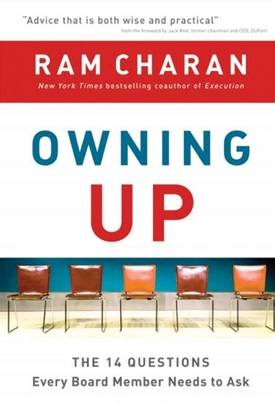 "Advice that is both wise and practical"
from the foreword by Jack Krol, former chairman and CEO, DuPont
RAM CHARAN
New York Times bestselling coauthor of Execution
OWNING
UP
THE 14 QUESTIONS
Every Board Member Needs to Ask